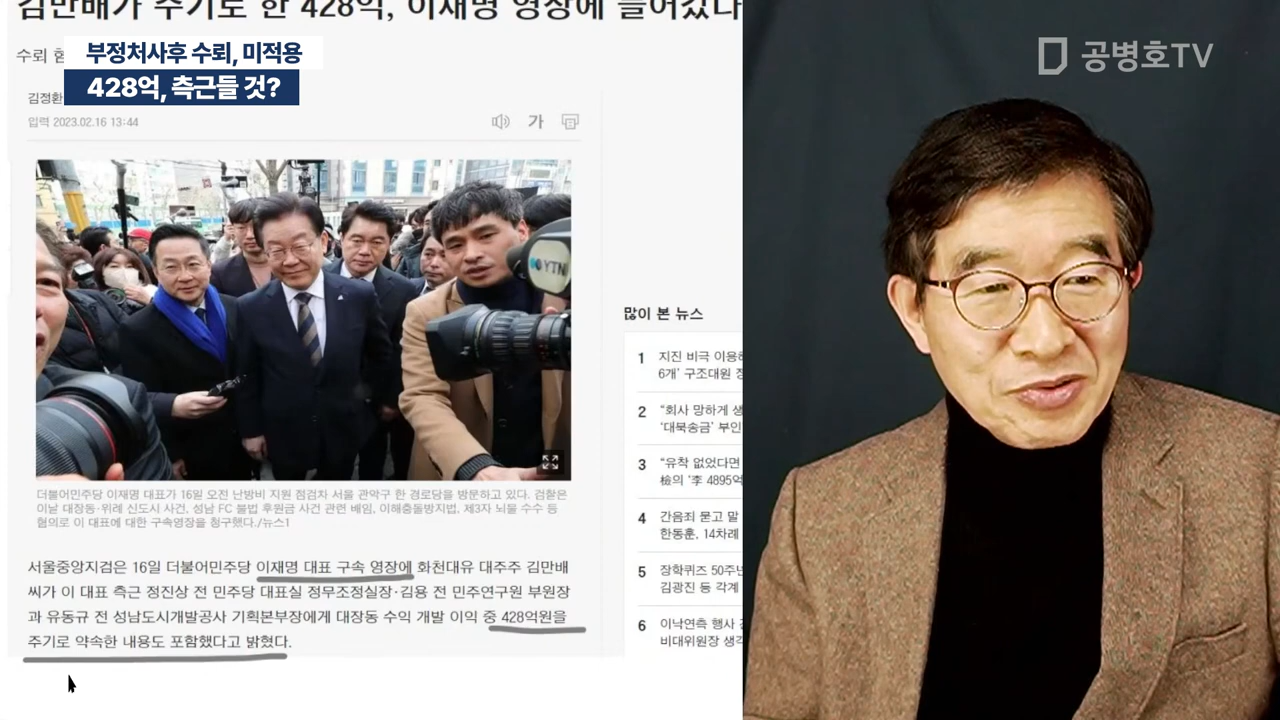 김만배가 주기로 한 428억, 이재명 영장에 들어갔다
수뢰 혐
부정처사후 수뢰, 미적용
428억, 측근들 것?
공병호TV
김정환
입력 2023.02.16 13:44
가
YTN
더불어민주당 이재명 대표가 16일 오전 난방비 지원 점검차 서울 관악구 한 경로당을 방문하고 있다. 검찰은
이날 대장동·위례 신도시 사건, 성남 FC 불법 후원금 사건 관련 배임, 이해충돌방지법, 제3자 뇌물 수수 등
혐의로 이 대표에 대한 구속영장을 청구했다./뉴스1
서울중앙지검은 16일 더불어민주당 이재명 대표 구속 영장에 화천대유 대주주 김만배
씨가 이 대표 측근 정진상 전 민주당 대표실 정무조정실장·김용 전 민주연구원 부원장
과 유동규 전 성남도시개발공사 기획본부장에게 대장동 수익 개발 이익 중 428억원을
주기로 약속한 내용도 포함했다고 밝혔다.
많이 본 뉴스
1 지진 비극 이용하
6개’ 구조대원 정
2 “회사 망하게 생
‘대북송금’ 부인
3 “유착 없었다면
檢의 ‘李 4895억
4 간음죄 묻고 말
한동훈, 14차례
5 장학퀴즈 50주년
김광진 등 각계
6 이낙연측 행사
비대위원장 생각